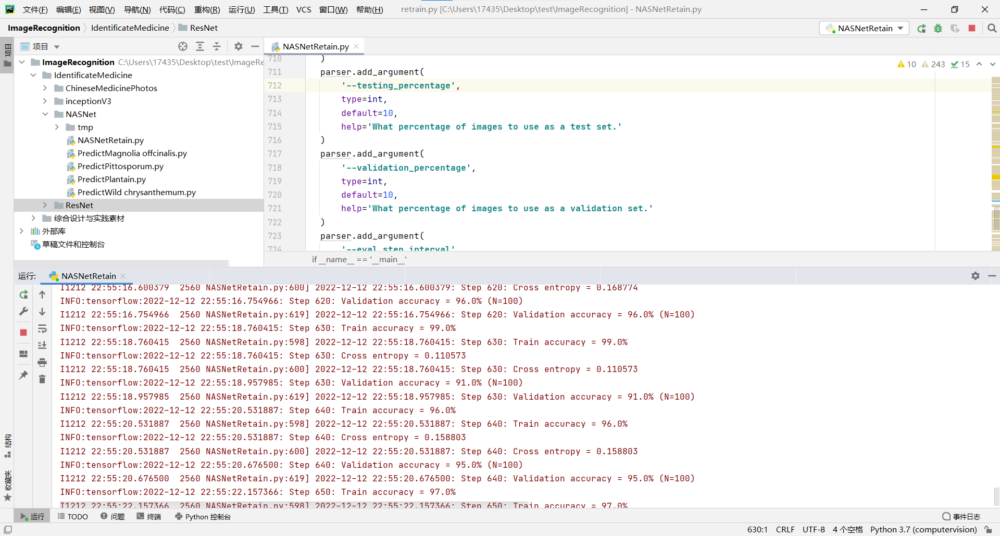 文件(F) 编辑(E) 视图(V) 导航(N) 代码(C) 重构(R) 运行(U) 工具(T) VCS 窗口(W) 帮助(H) retrain.py [C:\Users\17435\Desktop\test\ImageRecognition] - NASNetRetain.py
ImageRecognition IdentificateMedicine ResNet NASNetRetain
项目
项目
NASNetRetain.py
ImageRecognition C:\Users\17435\Desktop\test\ImageRe
IdentificateMedicine
ChineseMedicinePhotos
inceptionV3
NASNet
tmp
NASNetRetain.py
PredictMagnolia offcinalis.py
PredictPittosporum.py
PredictPlantain.py
PredictWild chrysanthemum.py
ResNet
综合设计与实践素材
外部库
草稿文件和控制台
10 243 15
710 )
711 parser.add_argument(
712 '--testing_percentage',
713 type=int,
714 default=10,
715 help='What percentage of images to use as a test set.'
716 )
717 parser.add_argument(
718 '--validation_percentage',
719 type=int,
720 default=10,
721 help='What percentage of images to use as a validation set.'
722 )
723 parser.add_argument(
724 '--eval_step_interval'
if __name__ == '__main__'
运行: NASNetRetain
I1212 22:55:16.600379  2560 NASNetRetain.py:600] 2022-12-12 22:55:16.600379: Step 620: Cross entropy = 0.168774
INFO:tensorflow:2022-12-12 22:55:16.754966: Step 620: Validation accuracy = 96.0% (N=100)
I1212 22:55:16.754966  2560 NASNetRetain.py:619] 2022-12-12 22:55:16.754966: Step 620: Validation accuracy = 96.0% (N=100)
INFO:tensorflow:2022-12-12 22:55:18.760415: Step 630: Train accuracy = 99.0%
I1212 22:55:18.760415  2560 NASNetRetain.py:598] 2022-12-12 22:55:18.760415: Step 630: Train accuracy = 99.0%
INFO:tensorflow:2022-12-12 22:55:18.760415: Step 630: Cross entropy = 0.110573
I1212 22:55:18.760415  2560 NASNetRetain.py:600] 2022-12-12 22:55:18.760415: Step 630: Cross entropy = 0.110573
INFO:tensorflow:2022-12-12 22:55:18.957985: Step 630: Validation accuracy = 91.0% (N=100)
I1212 22:55:18.957985  2560 NASNetRetain.py:619] 2022-12-12 22:55:18.957985: Step 630: Validation accuracy = 91.0% (N=100)
INFO:tensorflow:2022-12-12 22:55:20.531887: Step 640: Train accuracy = 96.0%
I1212 22:55:20.531887  2560 NASNetRetain.py:598] 2022-12-12 22:55:20.531887: Step 640: Train accuracy = 96.0%
INFO:tensorflow:2022-12-12 22:55:20.531887: Step 640: Cross entropy = 0.158803
I1212 22:55:20.531887  2560 NASNetRetain.py:600] 2022-12-12 22:55:20.531887: Step 640: Cross entropy = 0.158803
INFO:tensorflow:2022-12-12 22:55:20.676500: Step 640: Validation accuracy = 95.0% (N=100)
I1212 22:55:20.676500  2560 NASNetRetain.py:619] 2022-12-12 22:55:20.676500: Step 640: Validation accuracy = 95.0% (N=100)
INFO:tensorflow:2022-12-12 22:55:22.157366: Step 650: Train accuracy = 97.0%
I1212 22:55:22.157366  2560 NASNetRetain.py:598] 2022-12-12 22:55:22.157366: Step 650: Train accuracy = 97.0%
结构
收藏夹
运行 TODO 问题 终端 Python 控制台 事件日志
630:1 CRLF UTF-8 4 个空格 Python 3.7 (computervision)